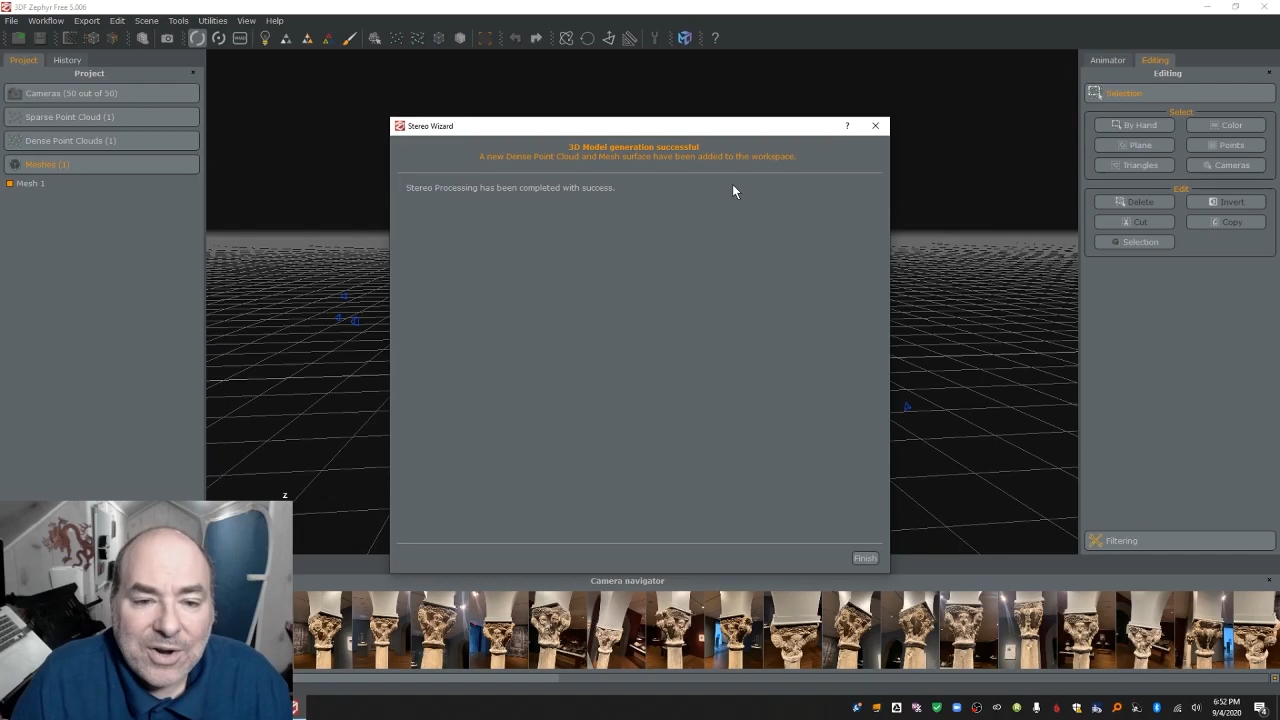 3DF Zephyr Free 5.006
File Workflow Export Edit Scene Tools Utilities View Help
Project History
Project
Cameras (50 out of 50)
Sparse Point Cloud (1)
Dense Point Clouds (1)
Meshes (1)
Mesh 1
Stereo Wizard
3D Model generation successful
A new Dense Point Cloud and Mesh surface have been added to the workspace.
Stereo Processing has been completed with success.
Finish
Animator Editing
Editing
Selection
Select
By Hand Color
Plane Points
Triangles Cameras
Edit
Delete Invert
Cut Copy
Selection
Filtering
z
Camera navigator
6:52 PM
9/4/2020